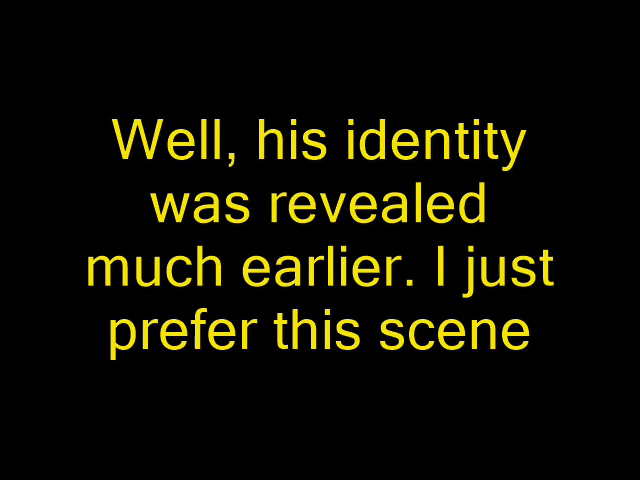 Well, his identity
was revealed
much earlier. I just
prefer this scene